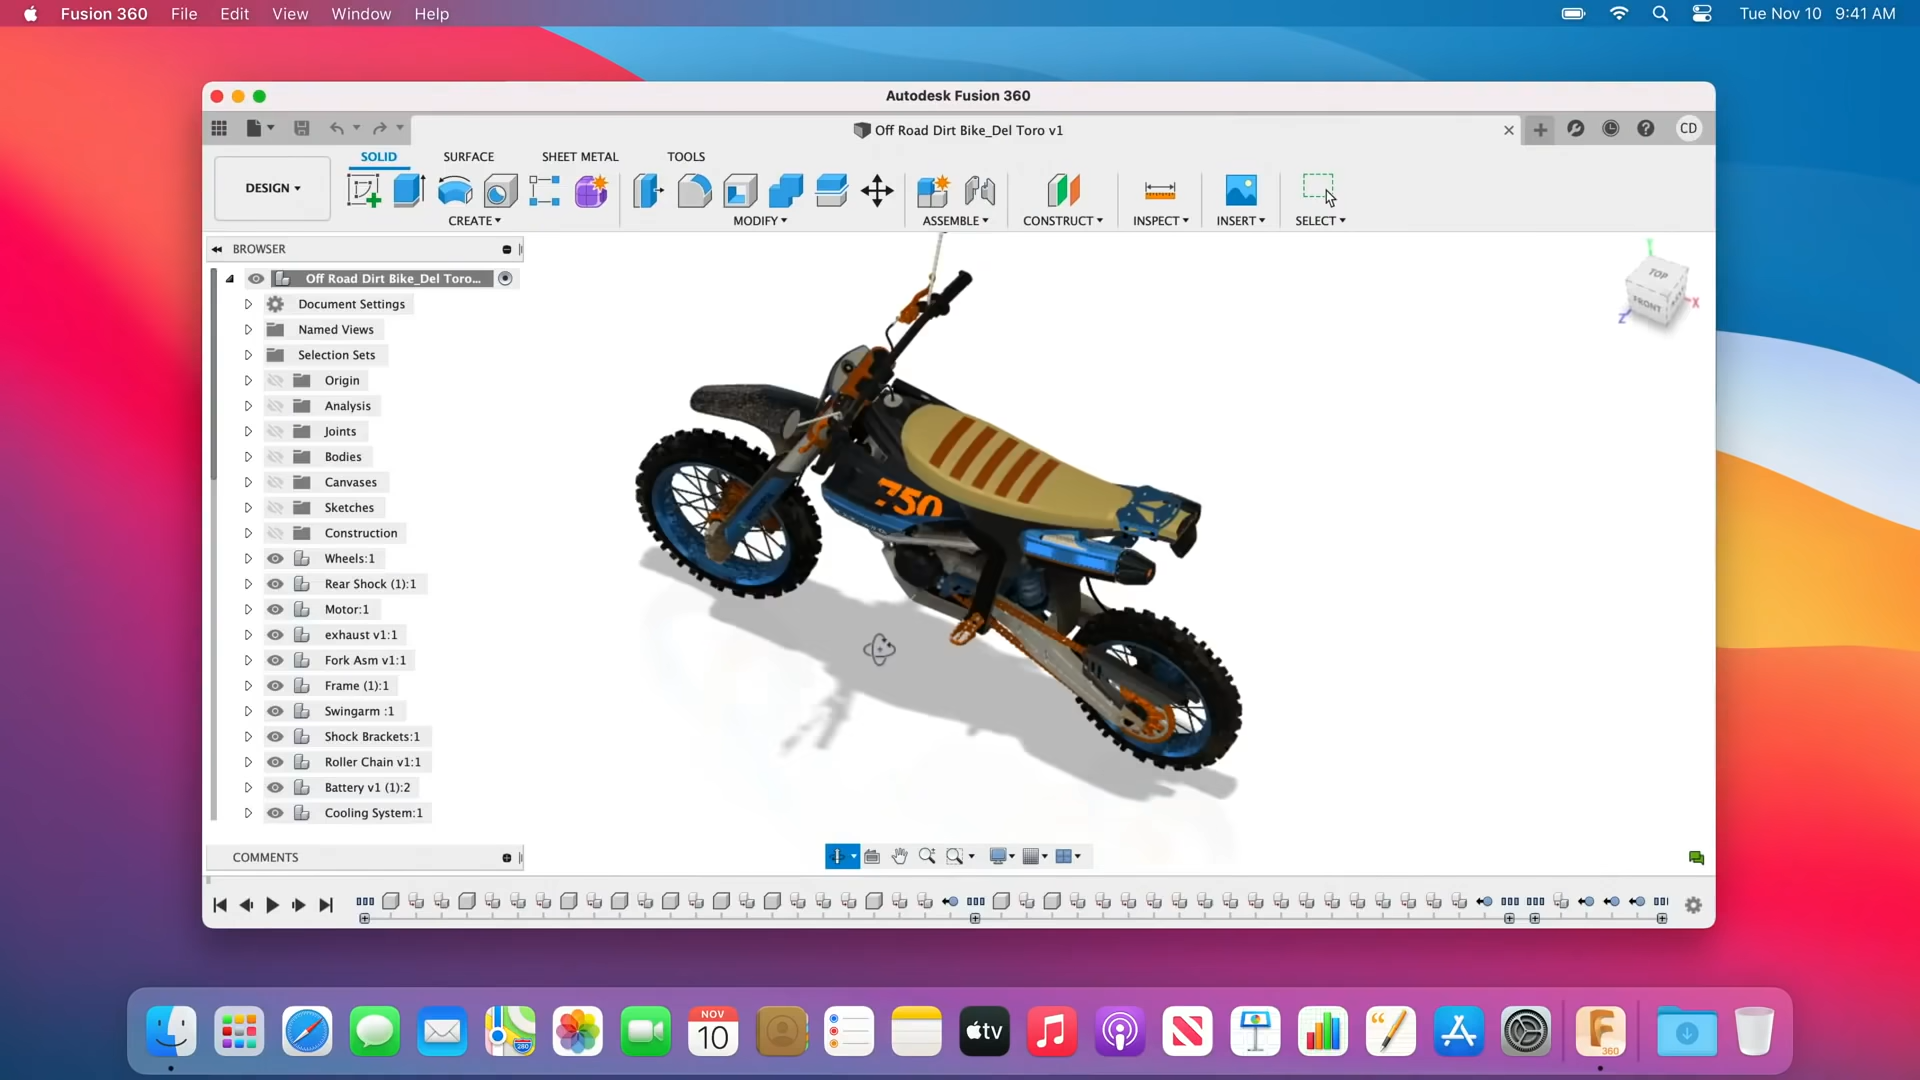 Fusion 360 File Edit View Window Help Tue Nov 10 9:41 AM
Autodesk Fusion 360
Off Road Dirt Bike_Del Toro v1
CD
SOLID SURFACE SHEET METAL TOOLS
DESIGN
CREATE MODIFY ASSEMBLE CONSTRUCT INSPECT INSERT SELECT
BROWSER
Off Road Dirt Bike_Del Toro...
Document Settings
Named Views
Selection Sets
Origin
Analysis
Joints
Bodies
Canvases
Sketches
Construction
Wheels:1
Rear Shock (1):1
Motor:1
exhaust v1:1
Fork Asm v1:1
Frame (1):1
Swingarm :1
Shock Brackets:1
Roller Chain v1:1
Battery v1 (1):2
Cooling System:1
TOP
FRONT
X
Z
750
COMMENTS
NOV
10
280
tv
F
360